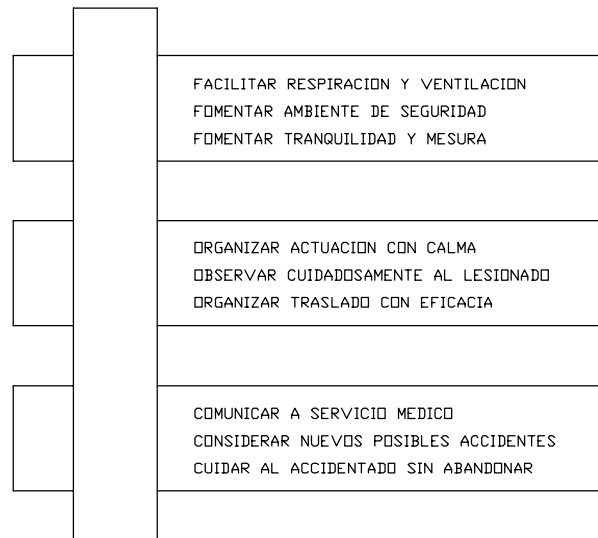 FACILITAR RESPIRACION Y VENTILACION
FOMENTAR AMBIENTE DE SEGURIDAD
FOMENTAR TRANQUILIDAD Y MESURA
ORGANIZAR ACTUACION CON CALMA
OBSERVAR CUIDADOSAMENTE AL LESIONADO
ORGANIZAR TRASLADO CON EFICACIA
COMUNICAR A SERVICIO MEDICO
CONSIDERAR NUEVOS POSIBLES ACCIDENTES
CUIDAR AL ACCIDENTADO SIN ABANDONAR